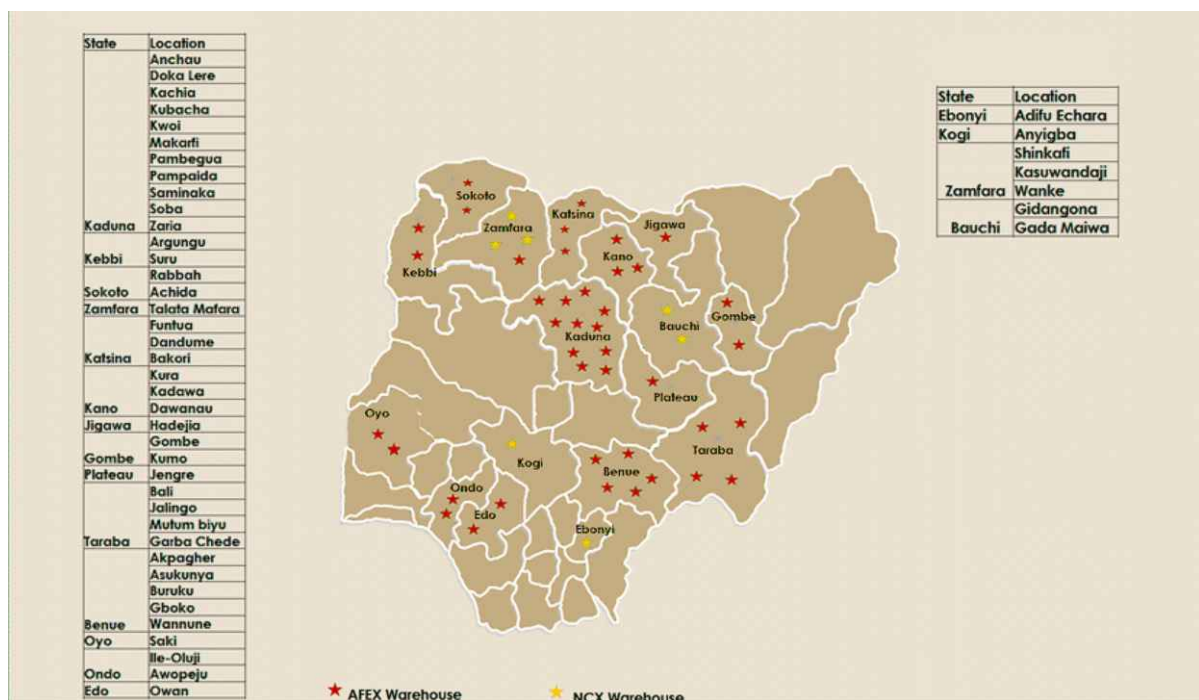 State Location
Anchau
Doka Lere
Kachia
Kubacha
Kwoi
Makarfi
Pambegua
Pampaida
Saminaka
Soba
Kaduna Zaria
Argungu
Kebbi Suru
Rabbah
Sokoto Achida
Zamfara Talata Mafara
Funtua
Dandume
Katsina Bakori
Kura
Kadawa
Kano Dawanau
Jigawa Hadejia
Gombe
Gombe Kumo
Plateau Jengre
Bali
Jalingo
Mutum biyu
Taraba Garba Chede
Akpagher
Asukunya
Buruku
Gboko
Benue Wannune
Oyo Saki
Ile-Oluji
Ondo Awopeju
Edo Owan
State Location
Ebonyi Adifu Echara
Kogi Anyigba
Shinkafi
Kasuwandaji
Zamfara Wanke
Gidangona
Bauchi Gada Maiwa
Sokoto
Katsina
Zamfara
Jigawa
Kano
Kebbi
Gombe
Bauchi
Kaduna
Plateau
Oyo
Taraba
Kogi
Benue
Ondo
Edo
Ebonyi
AFEX Warehouse
NCX Warehouse